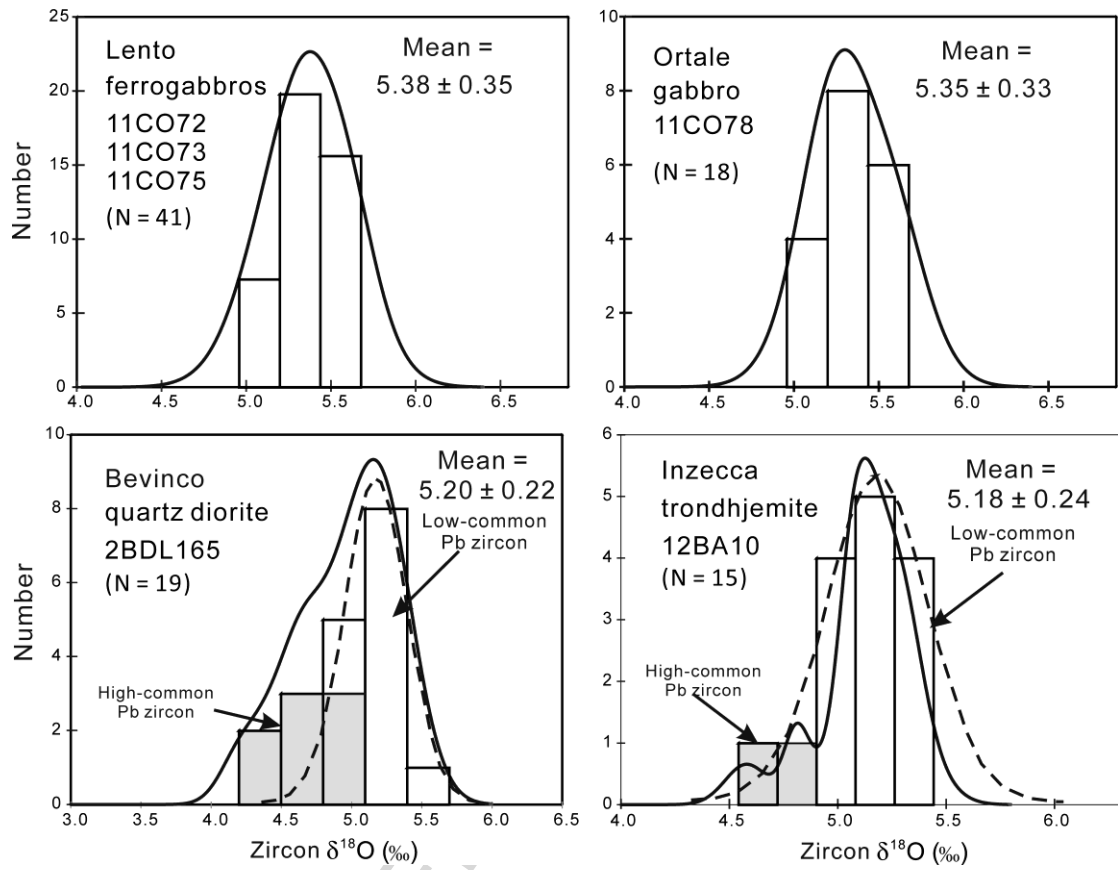 25
20
15
10
5
0
Number
Lento
ferrogabbros
11CO72
11CO73
11CO75
(N = 41)
Mean =
5.38 ± 0.35
4.0 4.5 5.0 5.5 6.0 6.5
10
8
6
4
2
0
Ortale
gabbro
11CO78
(N = 18)
Mean =
5.35 ± 0.33
4.0 4.5 5.0 5.5 6.0 6.5
10
8
6
4
2
0
Number
Bevinco
quartz diorite
2BDL165
(N = 19)
Mean =
5.20 ± 0.22
Low-common
Pb zircon
High-common
Pb zircon
3.0 3.5 4.0 4.5 5.0 5.5 6.0 6.5
Zircon δ¹⁸O (‰)
6
5
4
3
2
1
0
Inzecca
trondhjemite
12BA10
(N = 15)
Mean =
5.18 ± 0.24
Low-common
Pb zircon
High-common
Pb zircon
4.0 4.5 5.0 5.5 6.0
Zircon δ¹⁸O (‰)